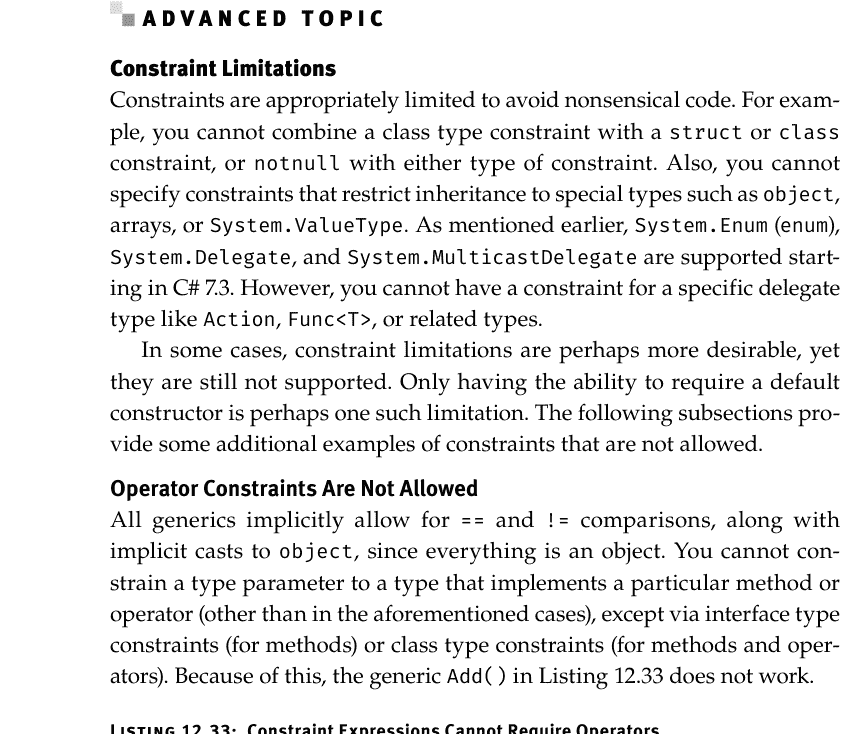 ADVANCED TOPIC
Constraint Limitations
Constraints are appropriately limited to avoid nonsensical code. For exam-
ple, you cannot combine a class type constraint with a struct or class
constraint, or notnull with either type of constraint. Also, you cannot
specify constraints that restrict inheritance to special types such as object,
arrays, or System.ValueType. As mentioned earlier, System.Enum (enum),
System.Delegate, and System.MulticastDelegate are supported start-
ing in C# 7.3. However, you cannot have a constraint for a specific delegate
type like Action, Func<T>, or related types.
In some cases, constraint limitations are perhaps more desirable, yet
they are still not supported. Only having the ability to require a default
constructor is perhaps one such limitation. The following subsections pro-
vide some additional examples of constraints that are not allowed.
Operator Constraints Are Not Allowed
All generics implicitly allow for == and != comparisons, along with
implicit casts to object, since everything is an object. You cannot con-
strain a type parameter to a type that implements a particular method or
operator (other than in the aforementioned cases), except via interface type
constraints (for methods) or class type constraints (for methods and oper-
ators). Because of this, the generic Add() in Listing 12.33 does not work.
LISTING 12.33: Constraint Expressions Cannot Require Operators